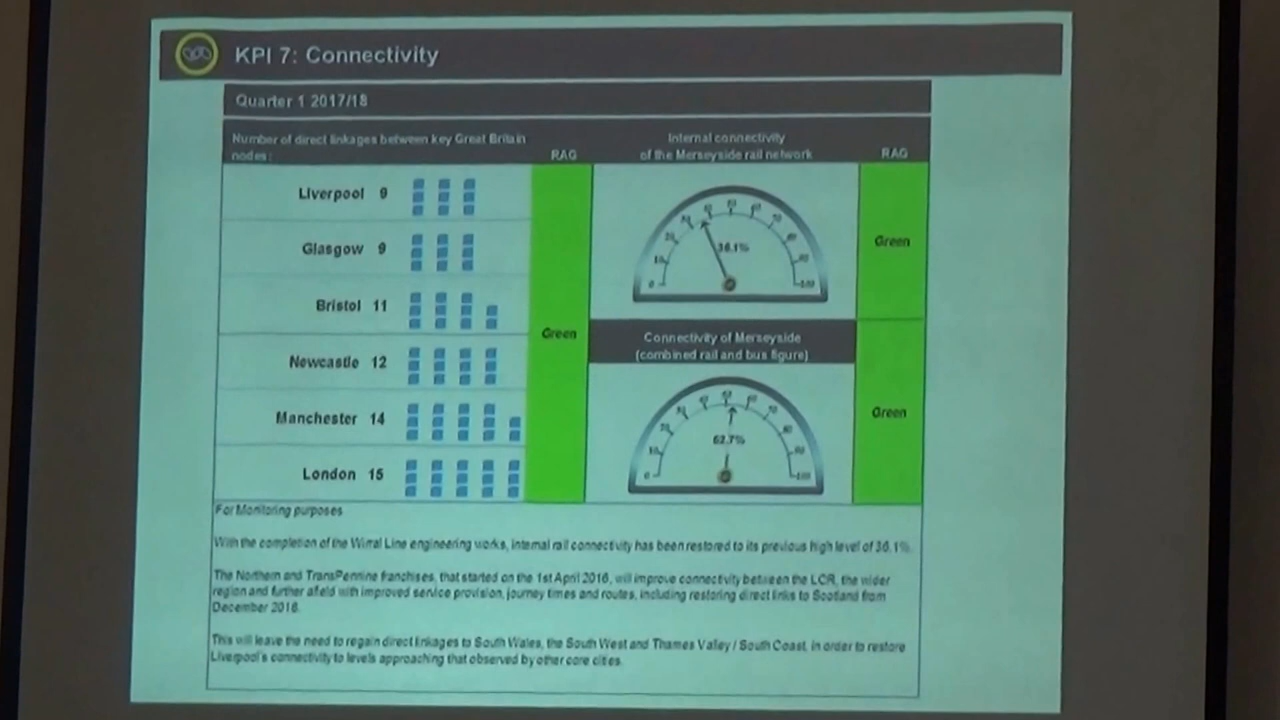 KPI 7: Connectivity
Quarter 1 2017/18
Number of direct linkages between key Great Britain
nodes:
RAG
Internal connectivity
of the Merseyside rail network
RAG
Liverpool 9
Glasgow 9
Bristol 11
Newcastle 12
Manchester 14
London 15
Green
36.1%
Green
Connectivity of Merseyside
(combined rail and bus figure)
Green
For Monitoring purposes
With the completion of the Wirral Line engineering works, internal rail connectivity has been restored to its previous high level of 36.1%.
The Northern and TransPennine franchises, that started on the 1st April 2016, will improve connectivity between the LCR, the wider
region and further afield with improved service provision, journey times and routes, including restoring direct links to Scotland from
December
This will leave the need to regain direct linkages to South Wales, the South West and Thames Valley / South Coast, in order to restore
Liverpool's connectivity to levels approaching that observed by other core cities.